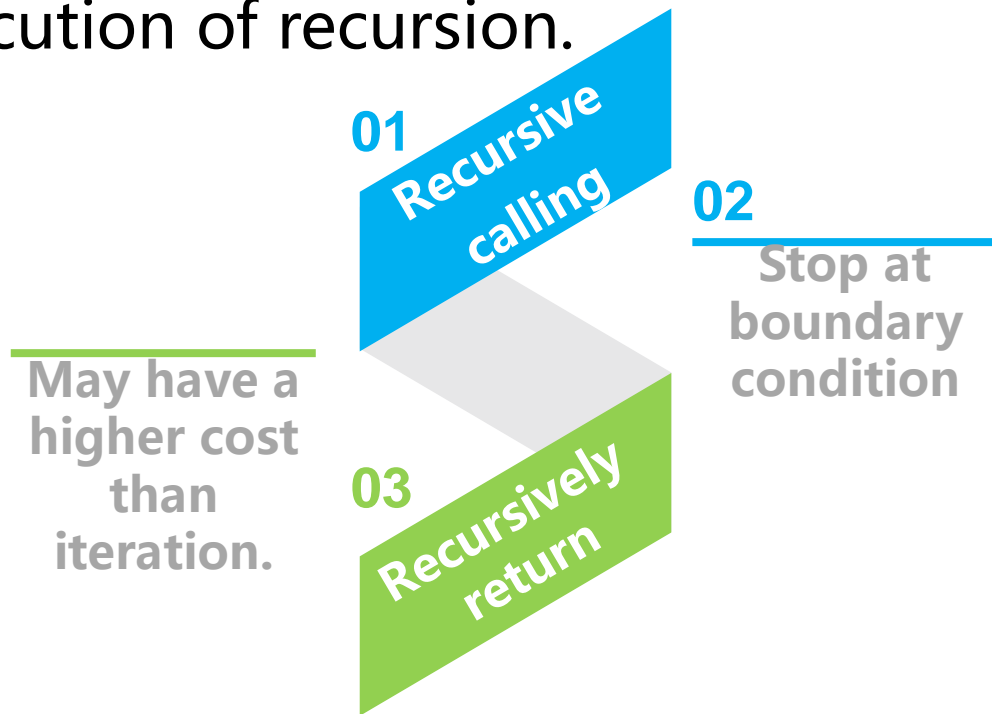 cution of recursion.
01
Recursive
calling
02
Stop at
boundary
condition
May have a
higher cost
than
iteration.
03
Recursively
return